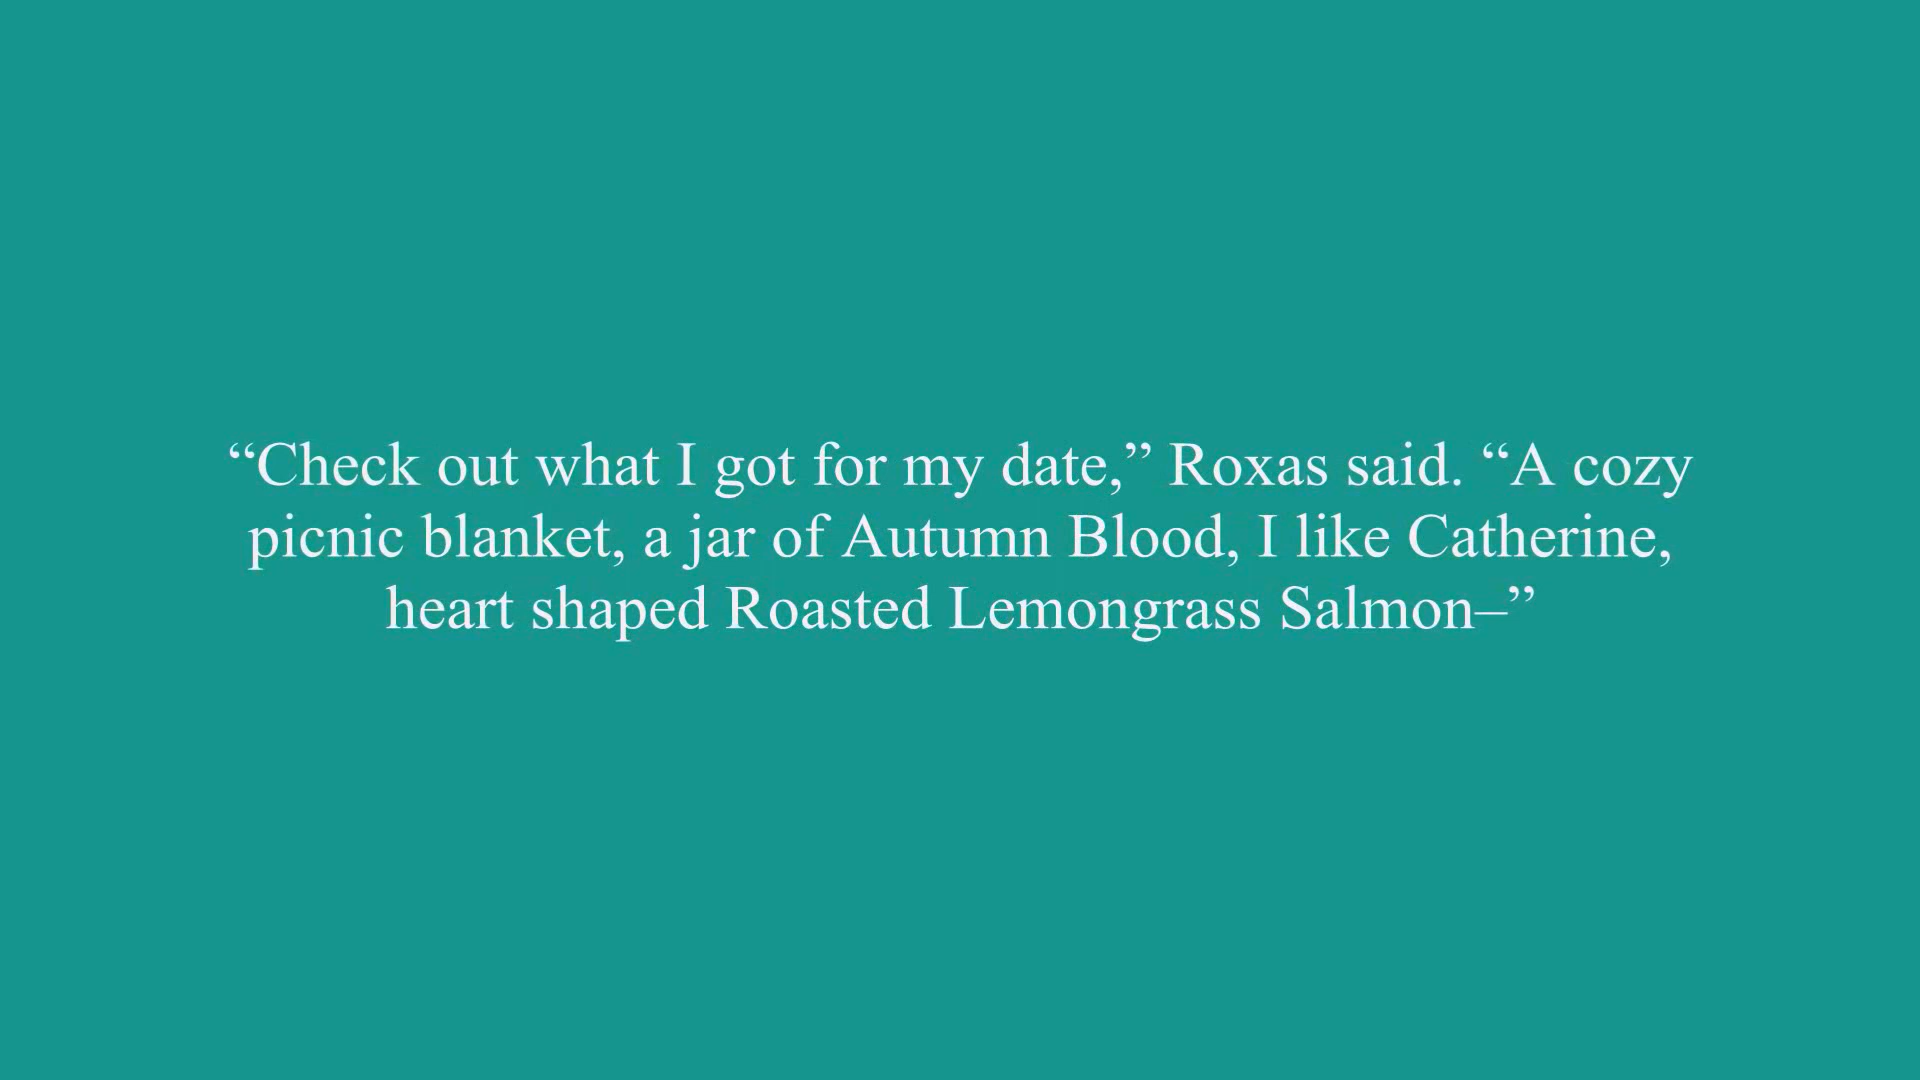 “Check out what I got for my date,” Roxas said. “A cozy
picnic blanket, a jar of Autumn Blood, I like Catherine,
heart shaped Roasted Lemongrass Salmon–”